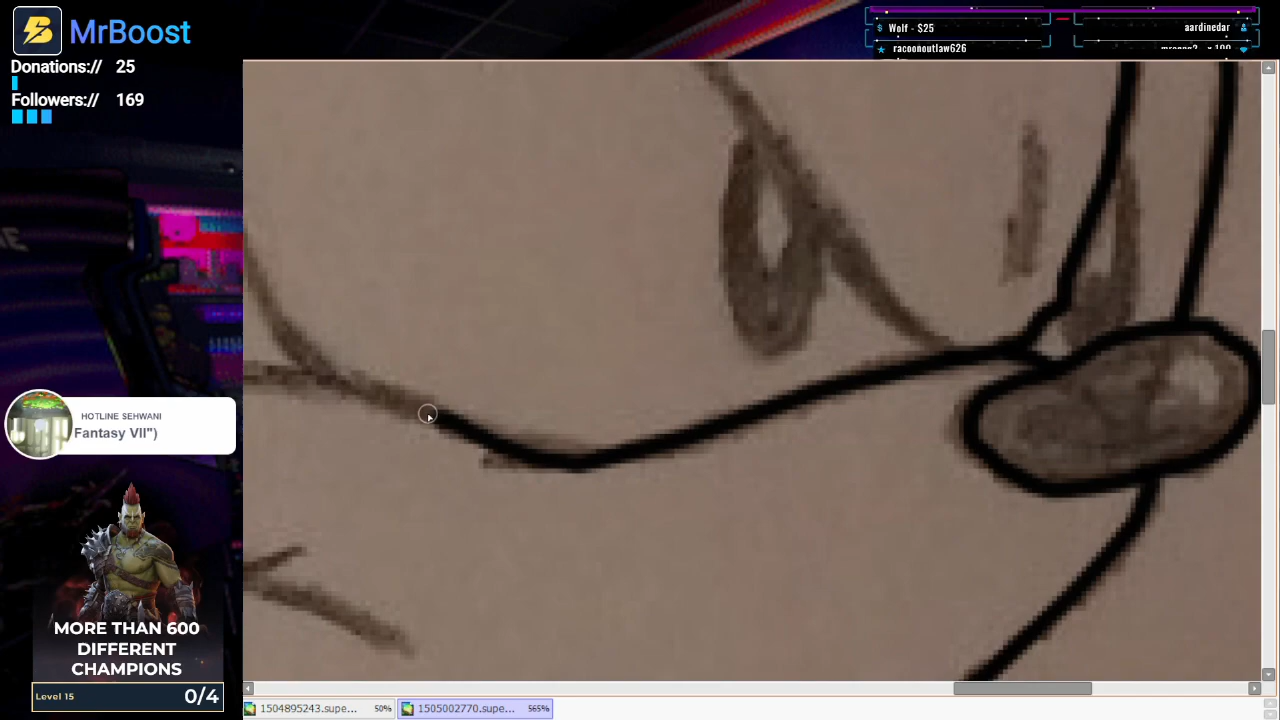 MrBoost
Donations:// 25
Followers:// 169
Wolf - $25
aardinedar
racoonoutlaw626
HOTLINE SEHWANI
Fantasy VII")
MORE THAN 600
DIFFERENT
CHAMPIONS
Level 15
0/4
1504895243.supe... 50%
1505002770.supe... 565%